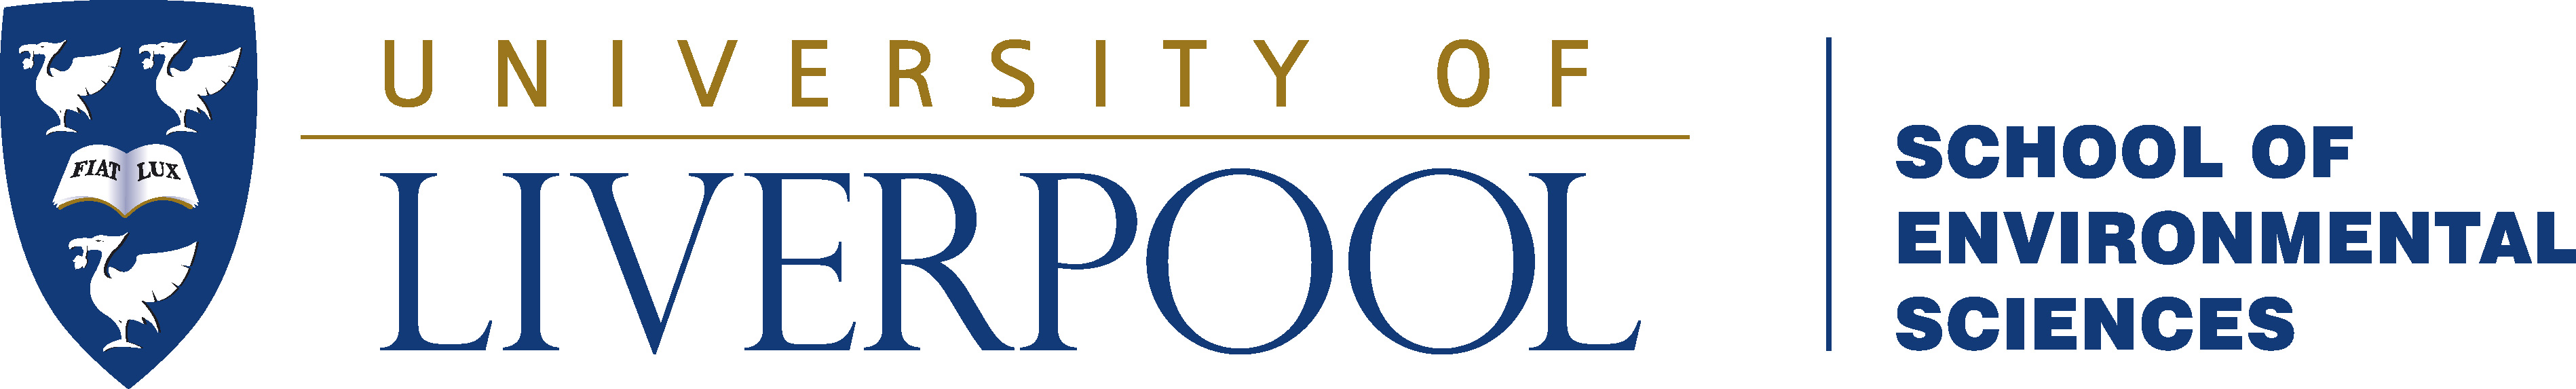 FIAT LUX
UNIVERSITY OF
LIVERPOOL
SCHOOL OF
ENVIRONMENTAL
SCIENCES